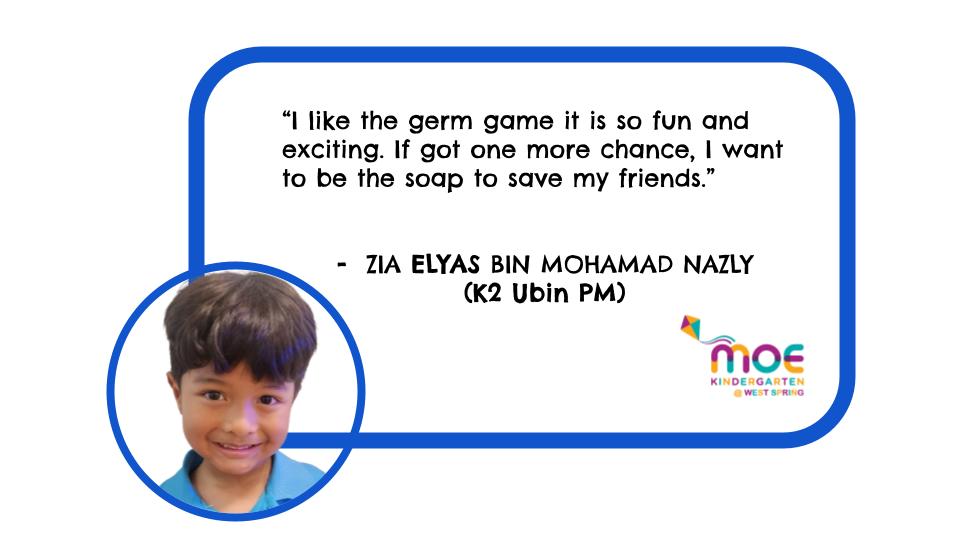 “I like the germ game it is so fun and
exciting. If got one more chance, I want
to be the soap to save my friends.”
- ZIA ELYAS BIN MOHAMAD NAZLY
(K2 Ubin PM)
moe
KINDERGARTEN
@ WEST SPRING